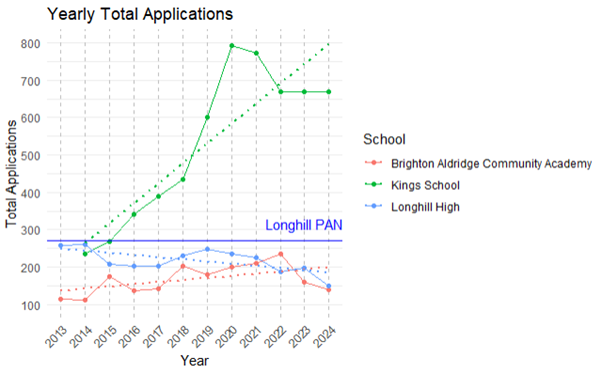 Yearly Total Applications
Total Applications
800
700
600
500
400
300
200
100
Longhill PAN
2013
2014
2015
2016
2017
2018
2019
2020
2021
2022
2023
2024
Year
School
Brighton Aldridge Community Academy
Kings School
Longhill High